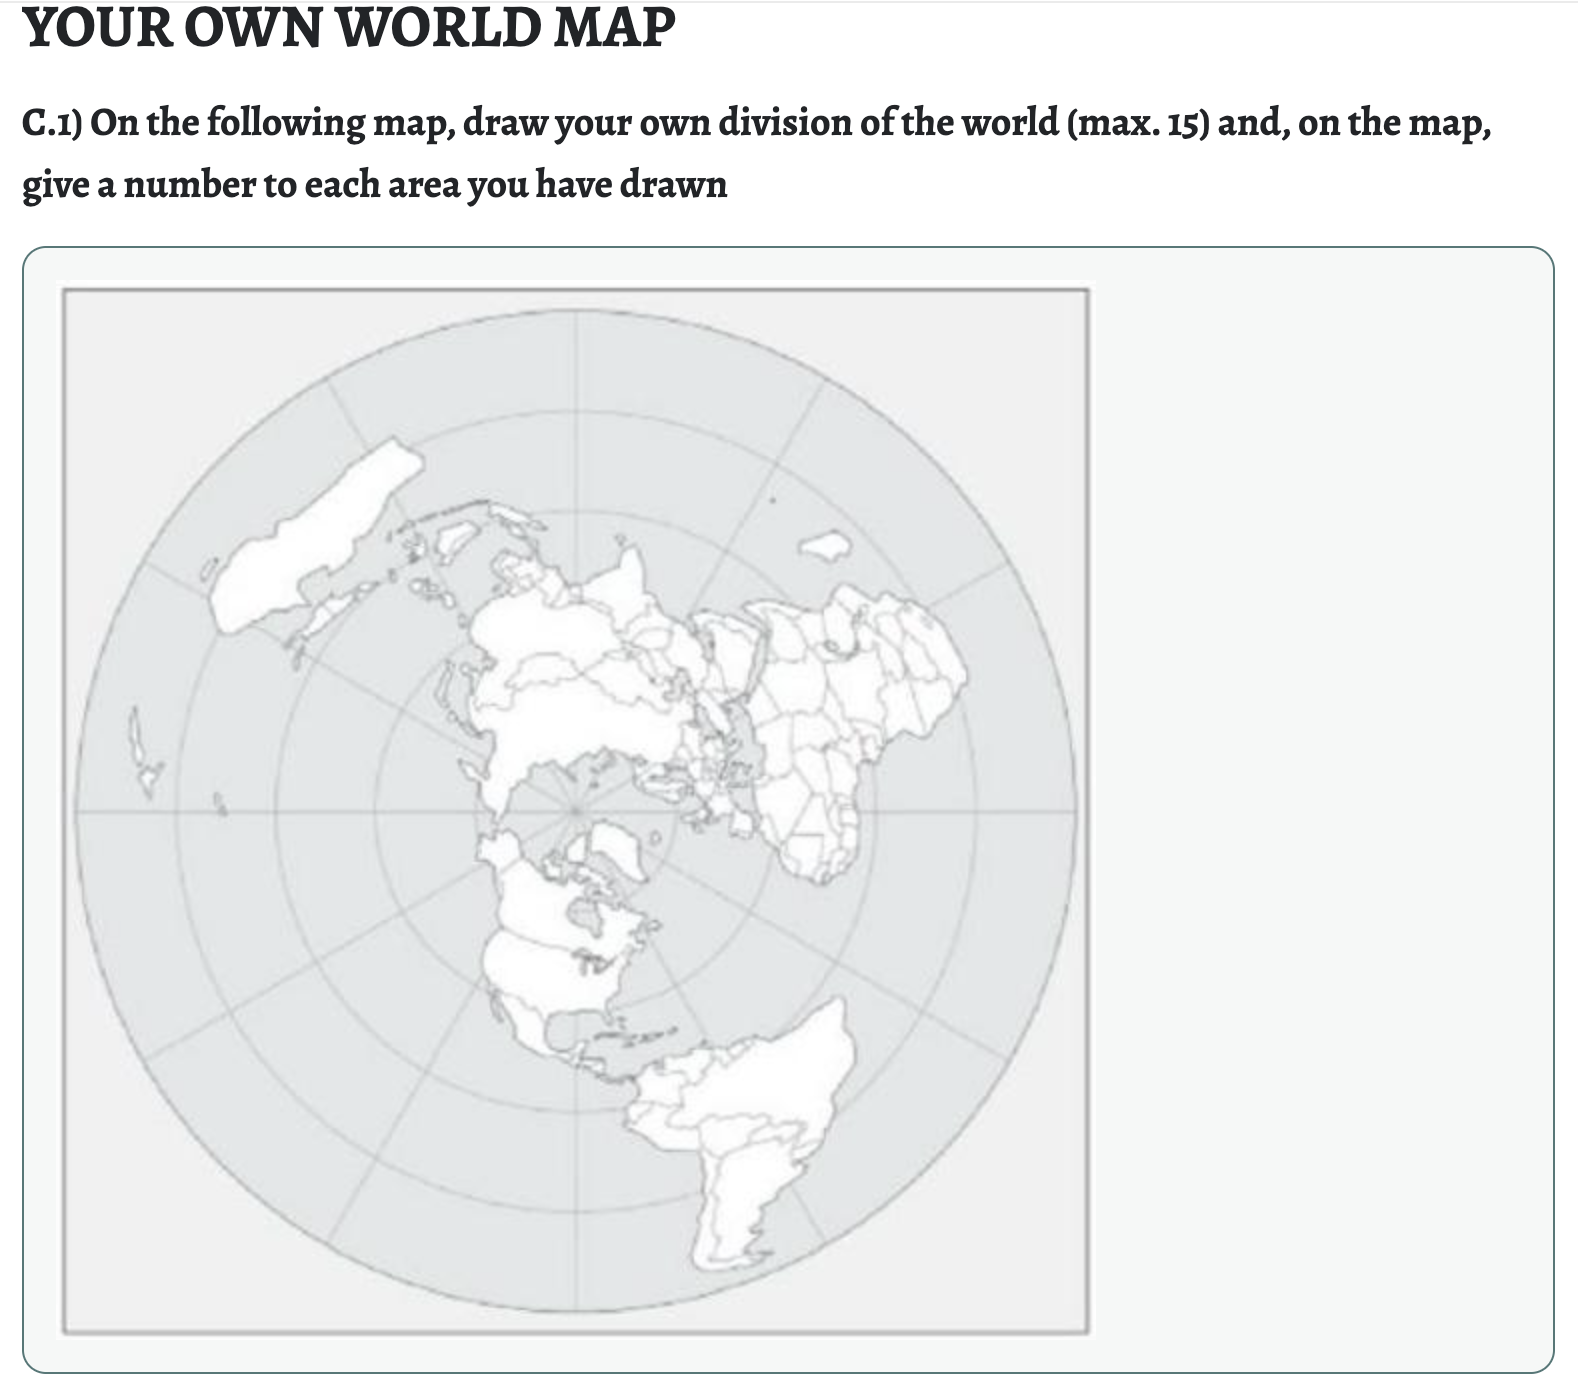 YOUR OWN WORLD MAP
C.1) On the following map, draw your own division of the world (max. 15) and, on the map,
give a number to each area you have drawn